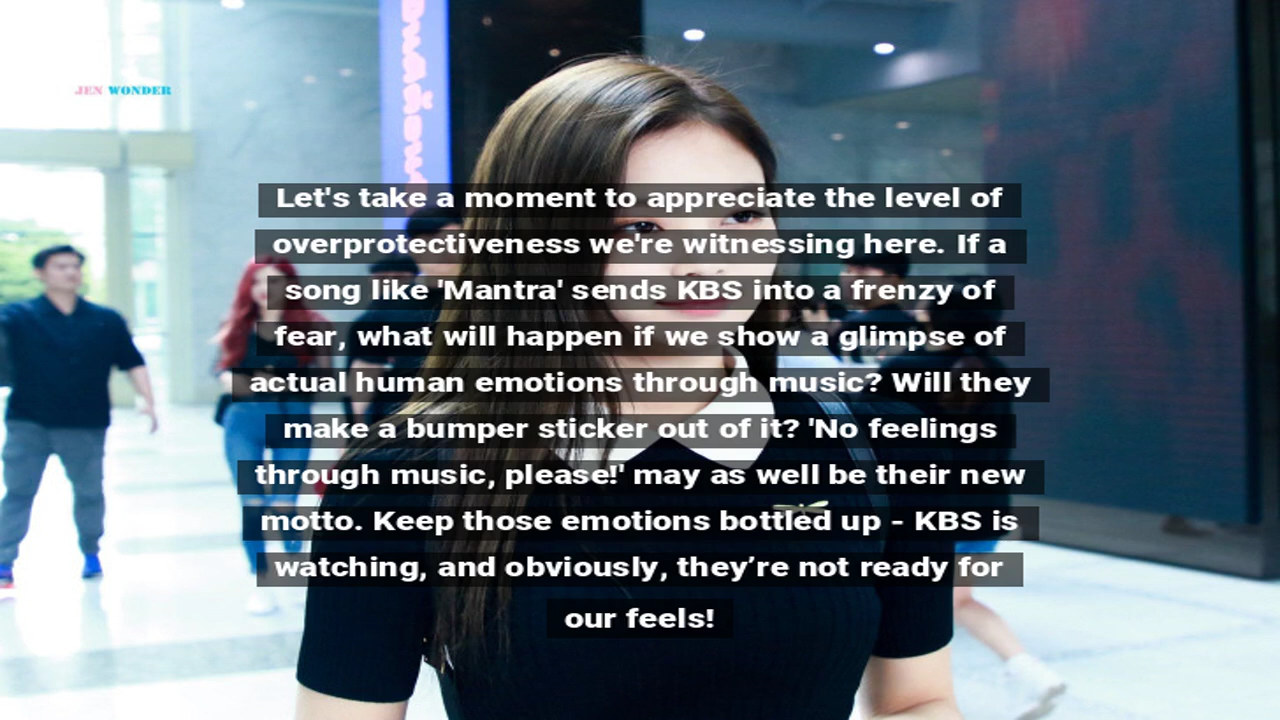 JEN WONDER
Let's take a moment to appreciate the level of
overprotectiveness we're witnessing here. If a
song like 'Mantra' sends KBS into a frenzy of
fear, what will happen if we show a glimpse of
actual human emotions through music? Will they
make a bumper sticker out of it? 'No feelings
through music, please!' may as well be their new
motto. Keep those emotions bottled up - KBS is
watching, and obviously, they’re not ready for
our feels!